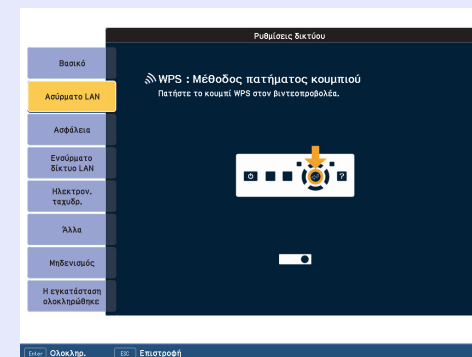 Ρυθμίσεις δικτύου
Βασικό
Ασύρματο LAN
Ασφάλεια
Ενσύρματο
δίκτυο LAN
Ηλεκτρον.
ταχυδρ.
Άλλα
Μηδενισμός
Η εγκατάσταση
ολοκληρώθηκε
WPS : Μέθοδος πατήματος κουμπιού
Πατήστε το κουμπί WPS στον βιντεοπροβολέα.
?
Enter Ολοκληρ. ESC Επιστροφή